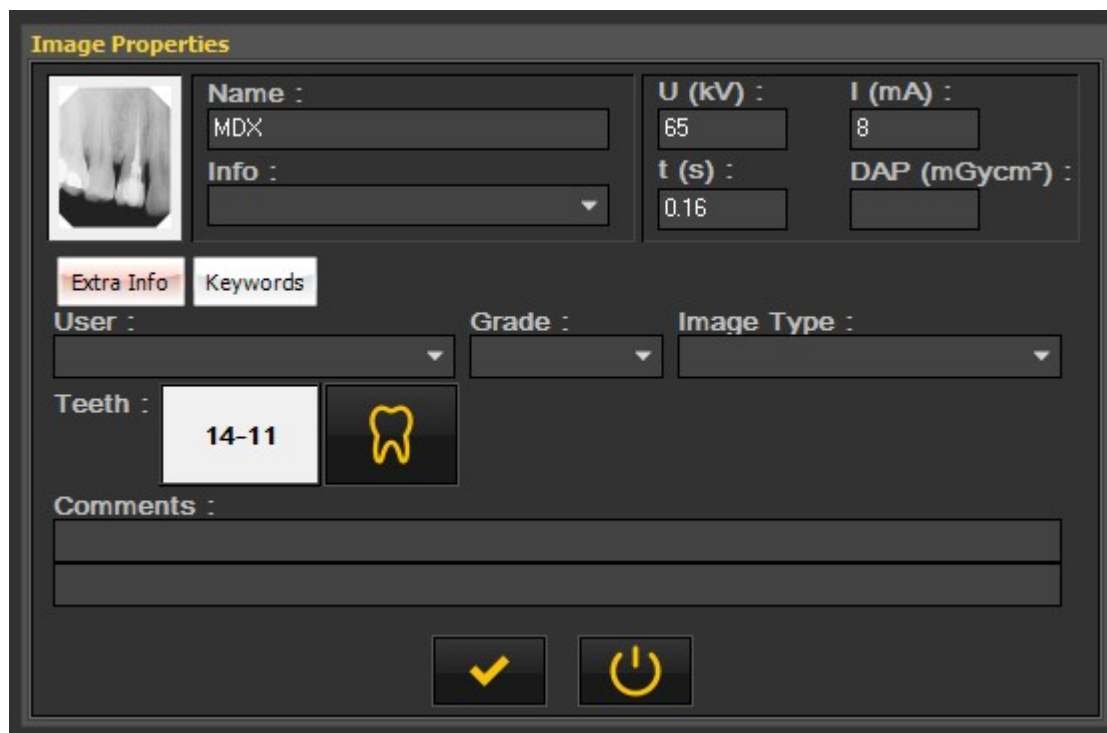 Image Properties
Name :
MDX
Info :
U (kV) :
65
I (mA) :
8
t (s) :
0.16
DAP (mGycm²) :
Extra Info
Keywords
User :
Grade :
Image Type :
Teeth :
14-11
Comments :